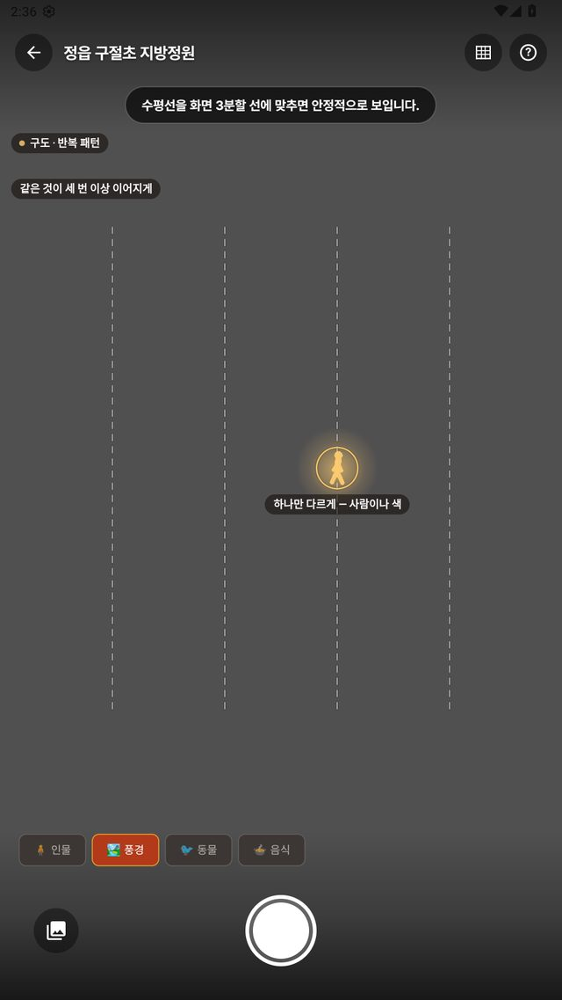 2:36
정읍 구절초 지방정원
수평선을 화면 3분할 선에 맞추면 안정적으로 보입니다.
구도 · 반복 패턴
같은 것이 세 번 이상 이어지게
하나만 다르게 — 사람이나 색
인물
풍경
동물
음식